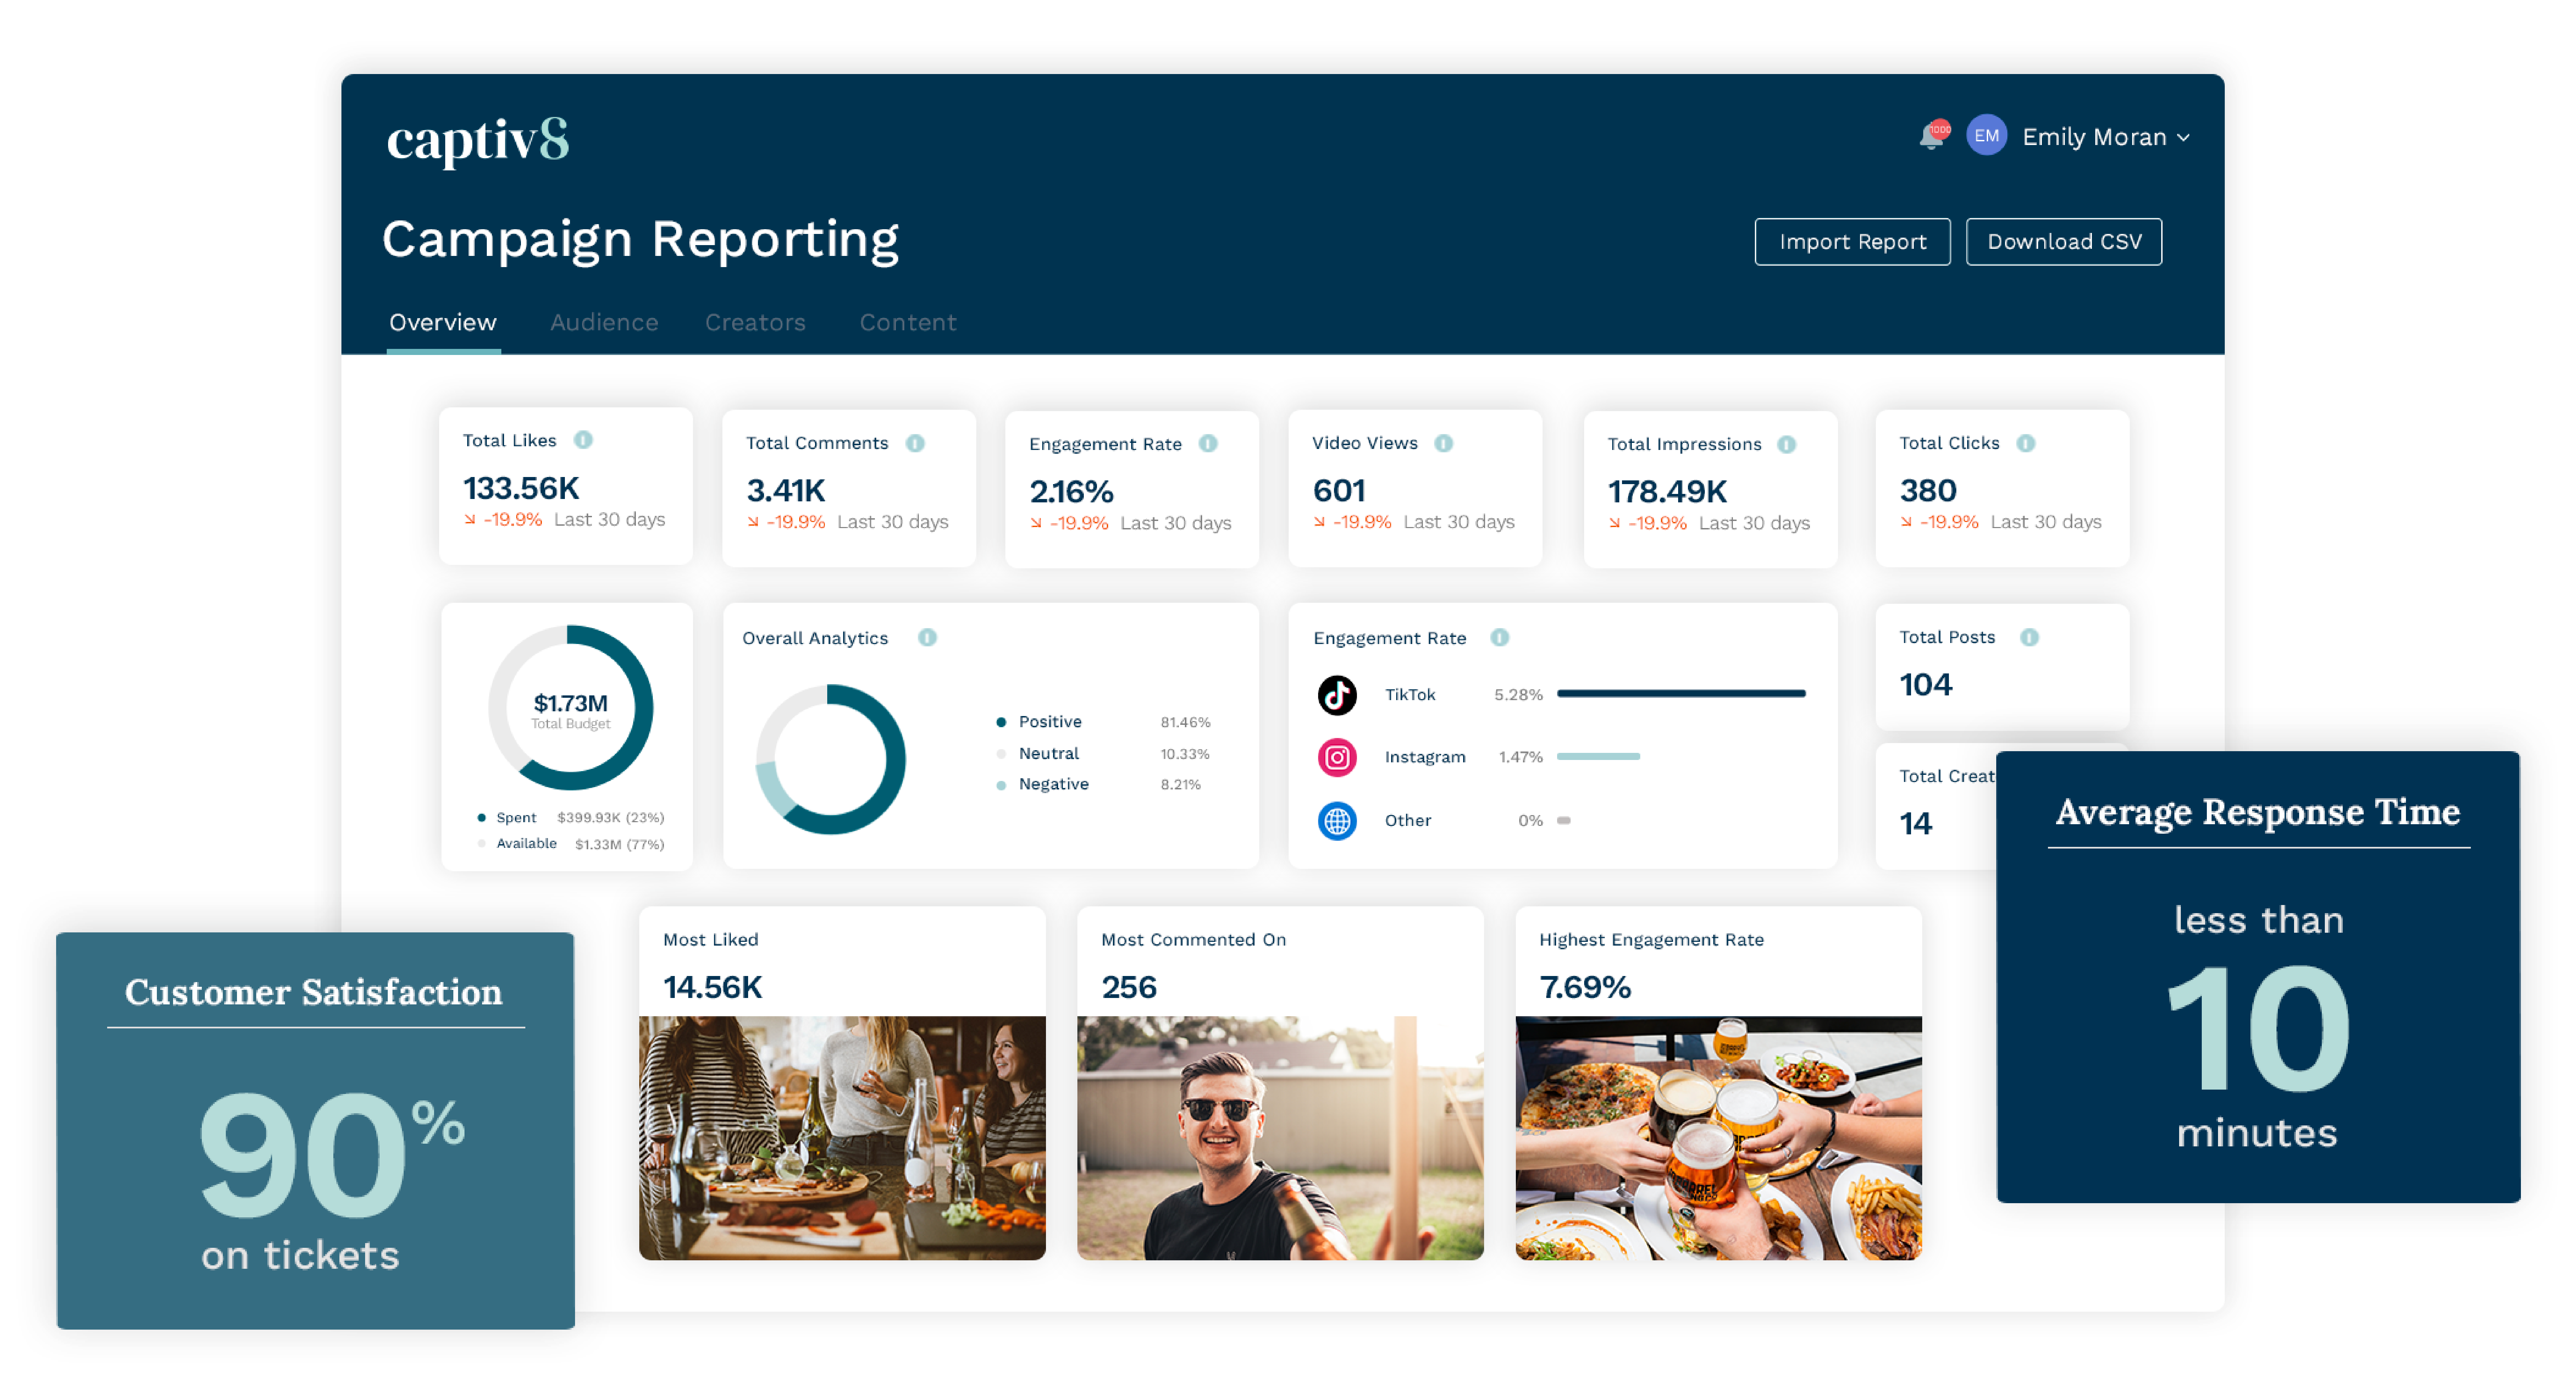 captiv8
1000
EM
Emily Moran
Campaign Reporting
Import Report
Download CSV
Overview
Audience
Creators
Content
Total Likes
133.56K
-19.9% Last 30 days
Total Comments
3.41K
-19.9% Last 30 days
Engagement Rate
2.16%
-19.9% Last 30 days
Video Views
601
-19.9% Last 30 days
Total Impressions
178.49K
-19.9% Last 30 days
Total Clicks
380
-19.9% Last 30 days
$1.73M
Total Budget
Spent $399.93K (23%)
Available $1.33M (77%)
Overall Analytics
Positive 81.46%
Neutral 10.33%
Negative 8.21%
Engagement Rate
TikTok 5.28%
Instagram 1.47%
Other 0%
Total Posts
104
Total Creat
14
Average Response Time
less than
10
minutes
Customer Satisfaction
90%
on tickets
Most Liked
14.56K
Most Commented On
256
Highest Engagement Rate
7.69%